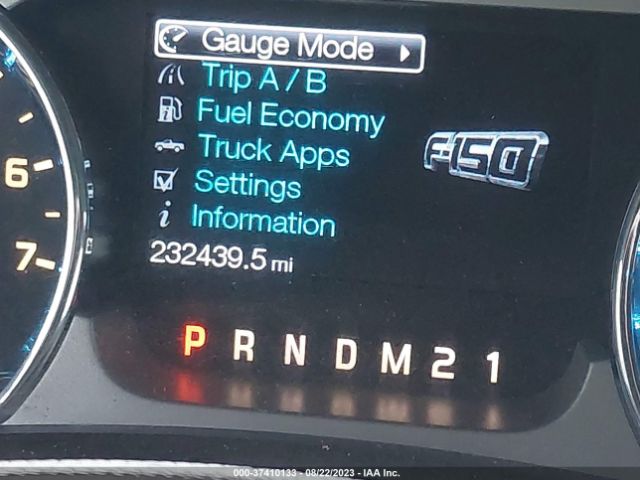 Gauge Mode
Trip A / B
Fuel Economy
Truck Apps
Settings
Information
232439.5 mi
F150
6
7
P R N D M 2 1
000-37410133 - 08/22/2023 - IAA Inc.